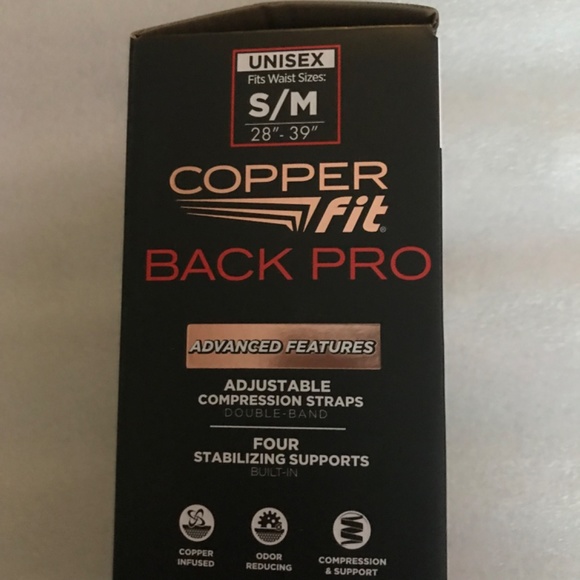 UNISEX
Fits Waist Sizes:
S/M
28"- 39"
COPPER
fit®
BACK PRO
ADVANCED FEATURES
ADJUSTABLE
COMPRESSION STRAPS
DOUBLE-BAND
FOUR
STABILIZING SUPPORTS
BUILT-IN
COPPER
INFUSED
ODOR
REDUCING
COMPRESSION
& SUPPORT